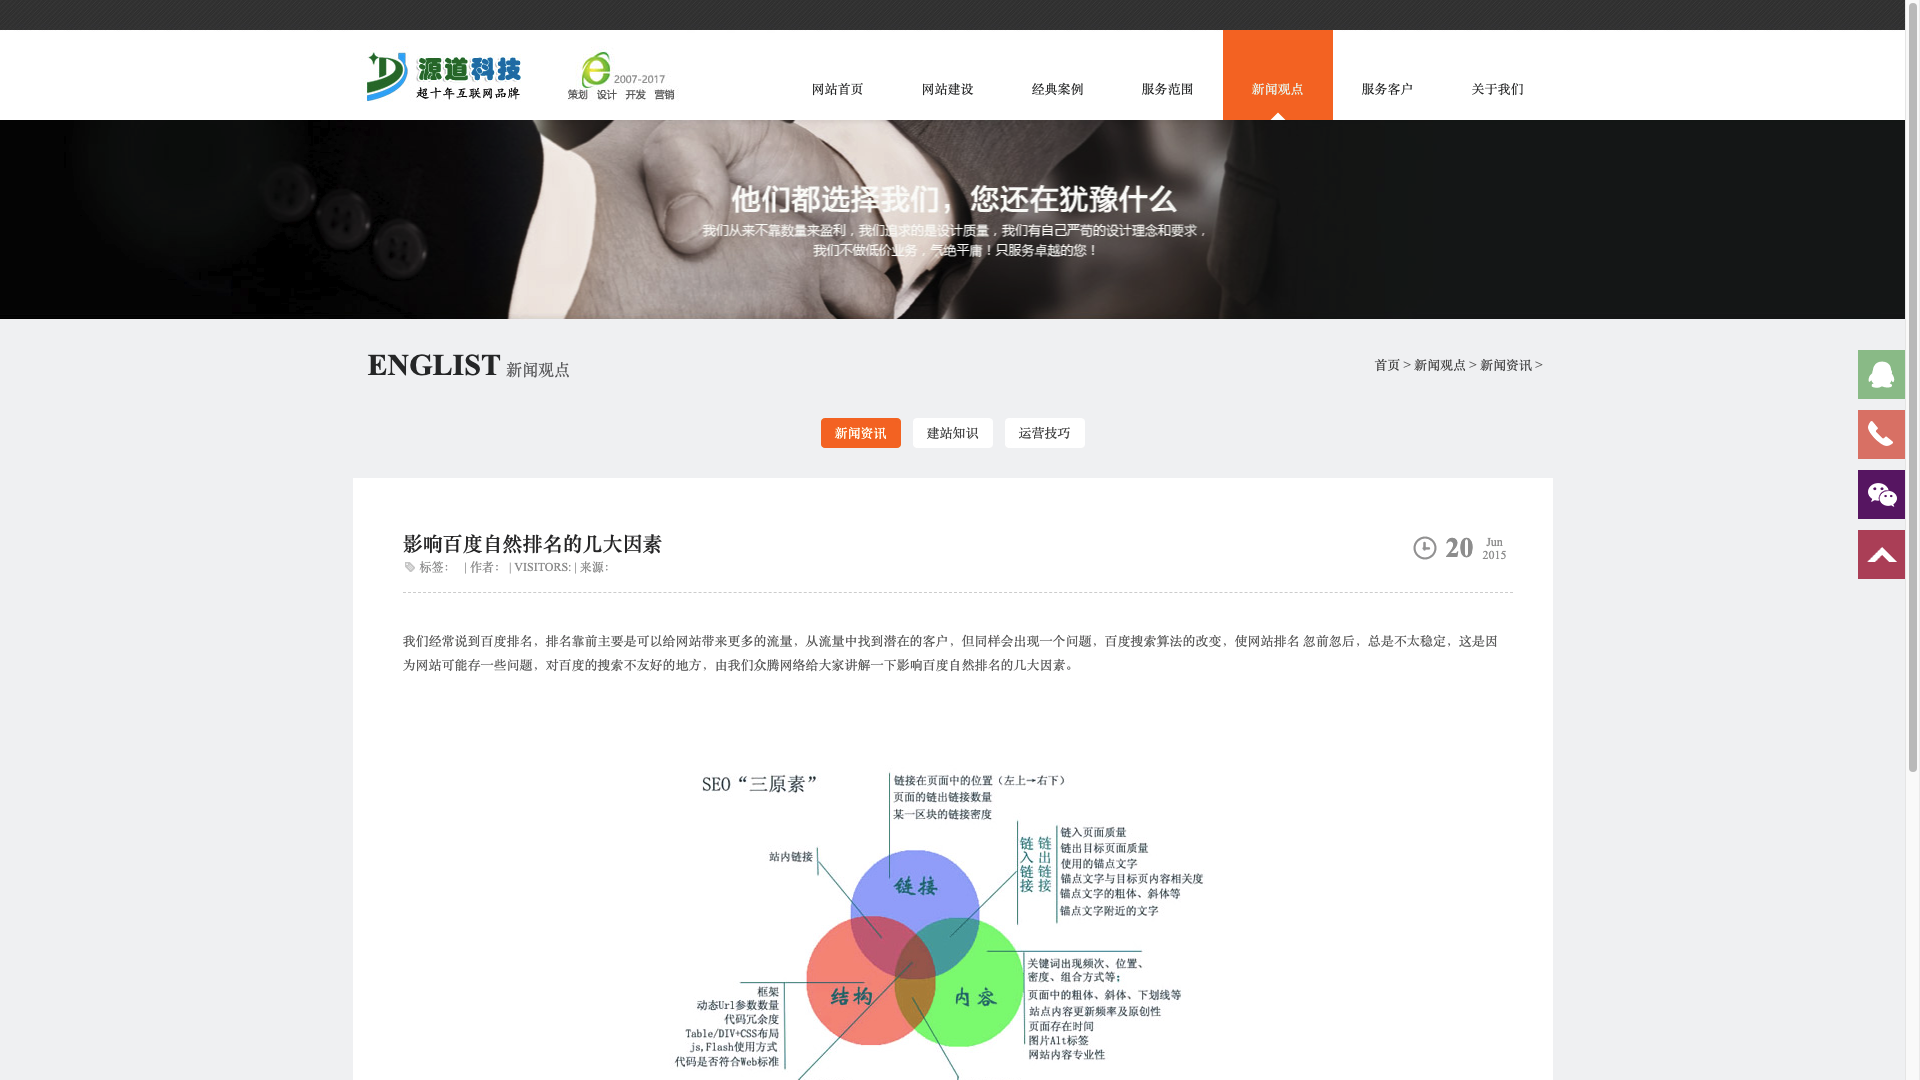 源道科技
超十年互联网品牌
2007-2017
策划 设计 开发 营销
网站首页
网站建设
经典案例
服务范围
新闻观点
服务客户
关于我们
他们都选择我们，您还在犹豫什么
我们从来不靠数量来盈利，我们追求的是设计质量，我们有自己严苛的设计理念和要求，
我们不做低价业务，气绝平庸！只服务卓越的您！
ENGLIST 新闻观点
首页 > 新闻观点 > 新闻资讯 >
新闻资讯
建站知识
运营技巧
影响百度自然排名的几大因素
20 Jun 2015
标签： | 作者： | VISITORS: | 来源：
我们经常说到百度排名，排名靠前主要是可以给网站带来更多的流量，从流量中找到潜在的客户，但同样会出现一个问题，百度搜索算法的改变，使网站排名 忽前忽后，总是不太稳定，这是因
为网站可能存一些问题，对百度的搜索不友好的地方，由我们众腾网络给大家讲解一下影响百度自然排名的几大因素。
SEO“三原素”
链接在页面中的位置（左上→右下）
页面的链出链接数量
某一区块的链接密度
站内链接
链入链接
链出链接
链入页面质量
链出目标页面质量
使用的锚点文字
锚点文字与目标页内容相关度
锚点文字的粗体、斜体等
锚点文字附近的文字
链接
结构
内容
关键词出现频次、位置、
密度、组合方式等；
页面中的粗体、斜体、下划线等
站点内容更新频率及原创性
页面存在时间
图片Alt标签
网站内容专业性
框架
动态Url参数数量
代码冗余度
Table/DIV+CSS布局
js,Flash使用方式
代码是否符合Web标准